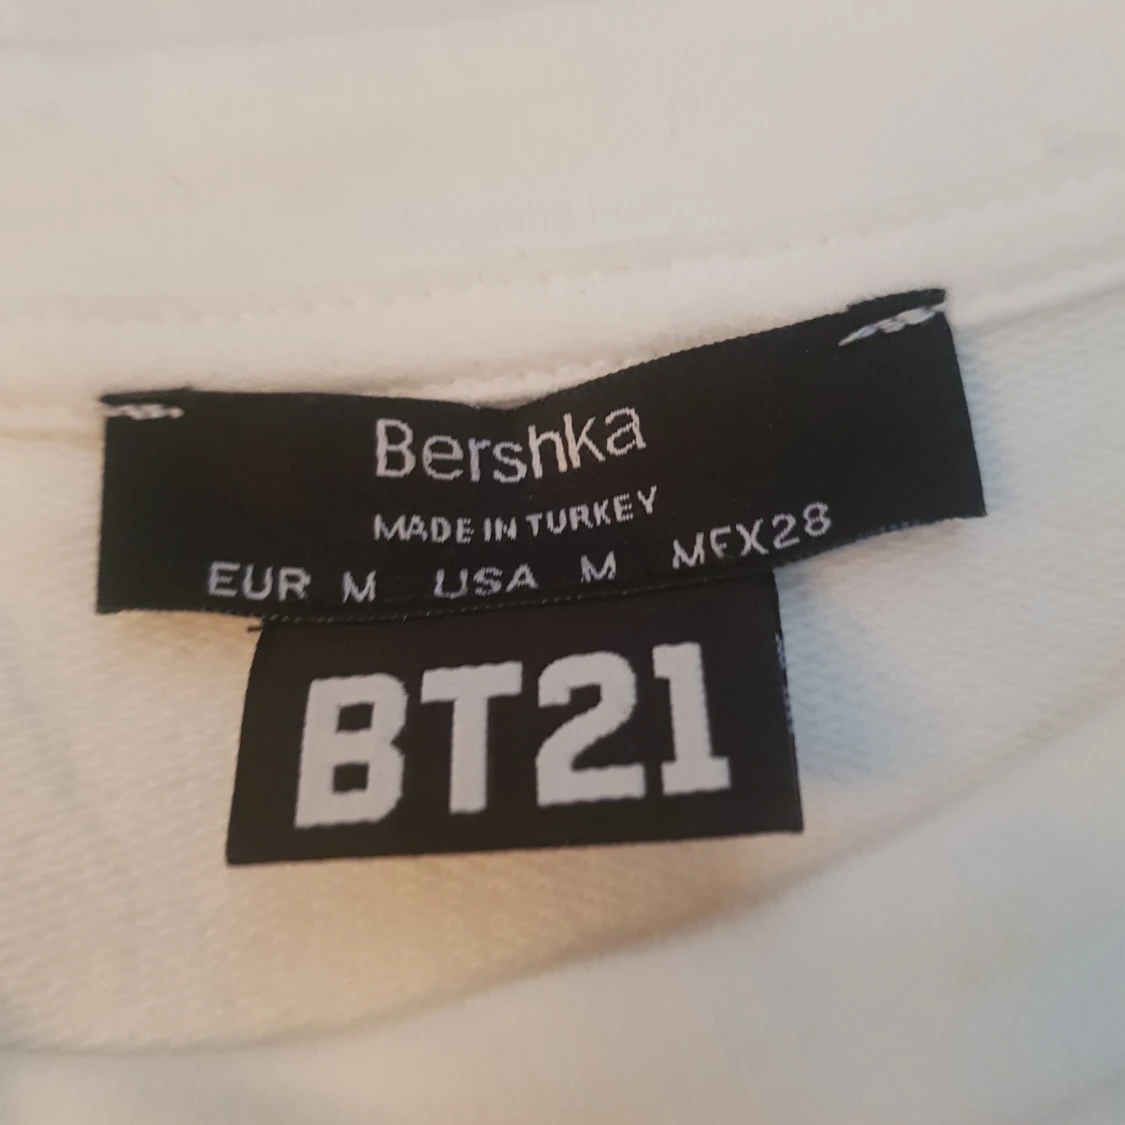 Bershka
MADE IN TURKEY
EUR M USA M MEX28
BT21